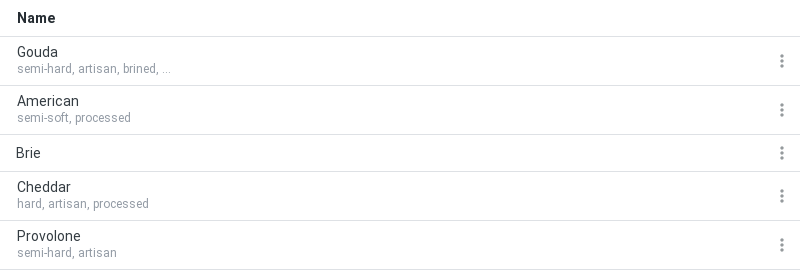 Name
Gouda
semi-hard, artisan, brined, ...
American
semi-soft, processed
Brie
Cheddar
hard, artisan, processed
Provolone
semi-hard, artisan